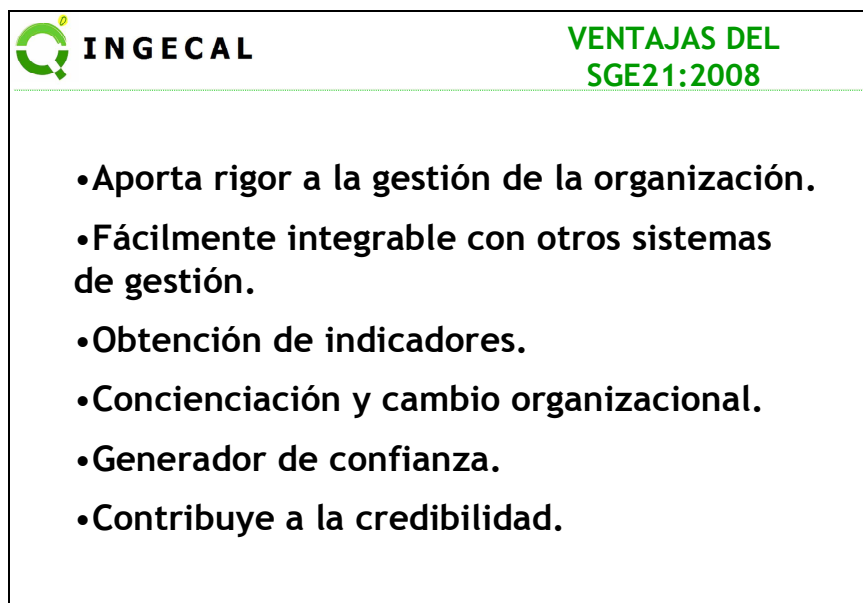 INGECAL
VENTAJAS DEL
SGE21:2008
•Aporta rigor a la gestión de la organización.
•Fácilmente integrable con otros sistemas
de gestión.
•Obtención de indicadores.
•Concienciación y cambio organizacional.
•Generador de confianza.
•Contribuye a la credibilidad.